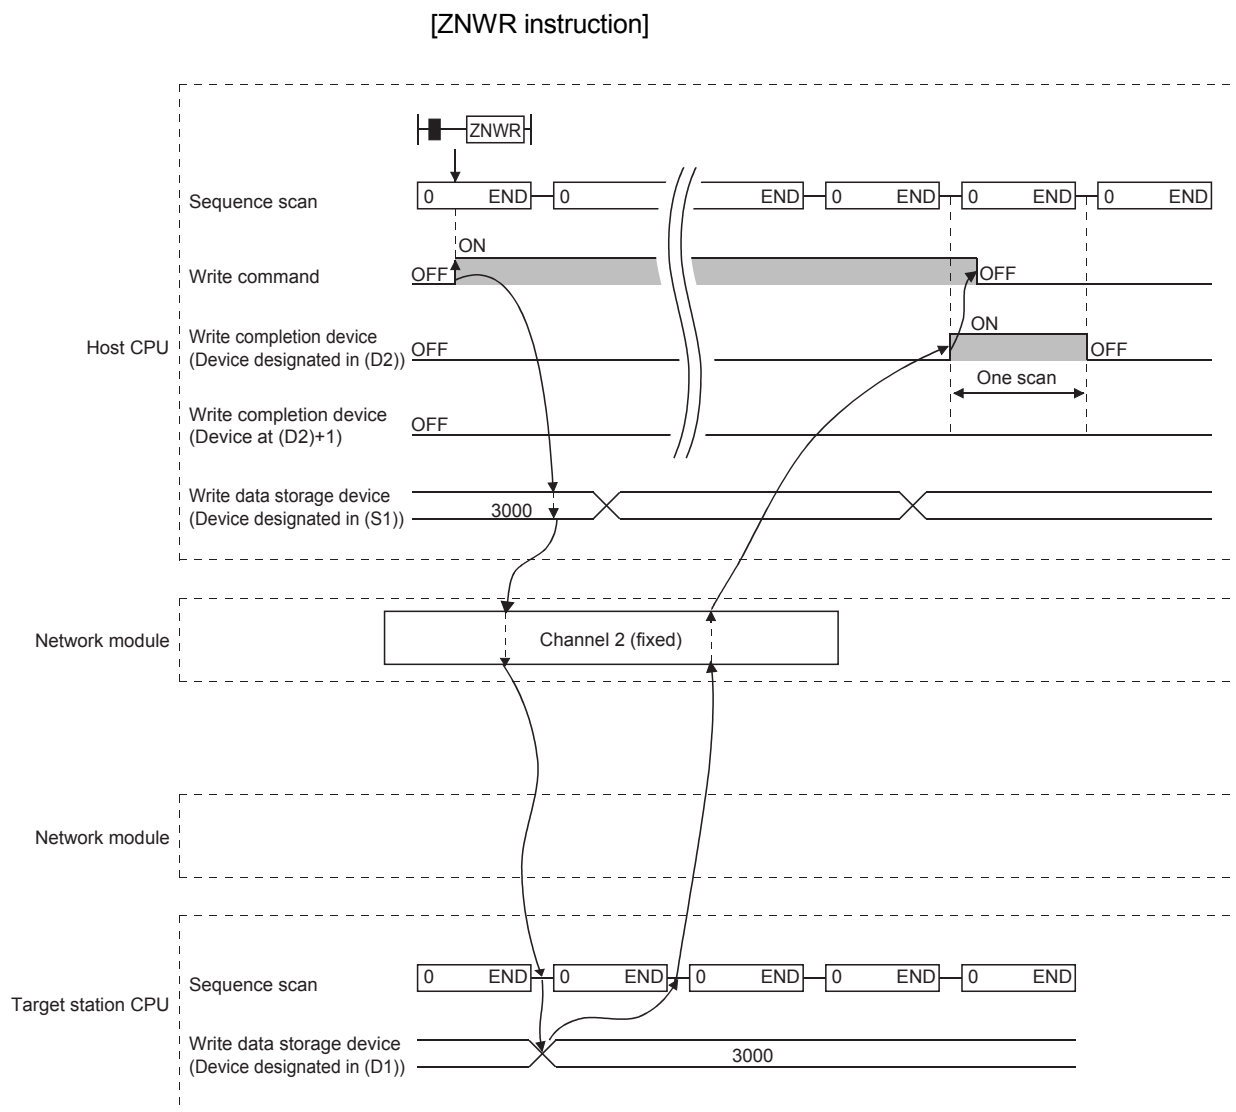 [ZNWR instruction]
ZNWR
Sequence scan
0 END 0 END 0 END 0 END 0 END
ON
Write command
OFF
OFF
ON
Host CPU
Write completion device
(Device designated in (D2))
OFF
OFF
One scan
Write completion device
(Device at (D2)+1)
OFF
Write data storage device
(Device designated in (S1))
3000
Network module
Channel 2 (fixed)
Network module
Target station CPU
Sequence scan
0 END 0 END 0 END 0 END 0 END
Write data storage device
(Device designated in (D1))
3000